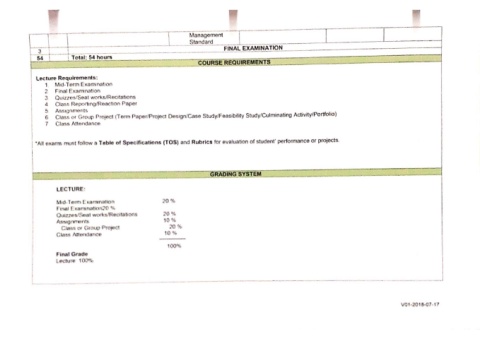 Management
Standard
3 FINAL EXAMINATION
54 Total: 54 hours
COURSE REQUIREMENTS
Lecture Requirements:
1. Mid-Term Examination
2. Final Examination
3. Quizzes/Seat works/Recitations
4. Class Reporting/Reaction Paper
5. Assignments
6. Class or Group Project (Term Paper/Project Design/Case Study/Feasibility Study/Culminating Activity/Portfolio)
7. Class Attendance
*All exams must follow a Table of Specifications (TOS) and Rubrics for evaluation of student' performance or projects.
GRADING SYSTEM
LECTURE:
Mid-Term Examination 20 %
Final Examination20 %
Quizzes/Seat works/Recitations 20 %
Assignments 10 %
Class or Group Project 20 %
Class Attendance 10 %
100%
Final Grade
Lecture 100%
V01-2018-07-17